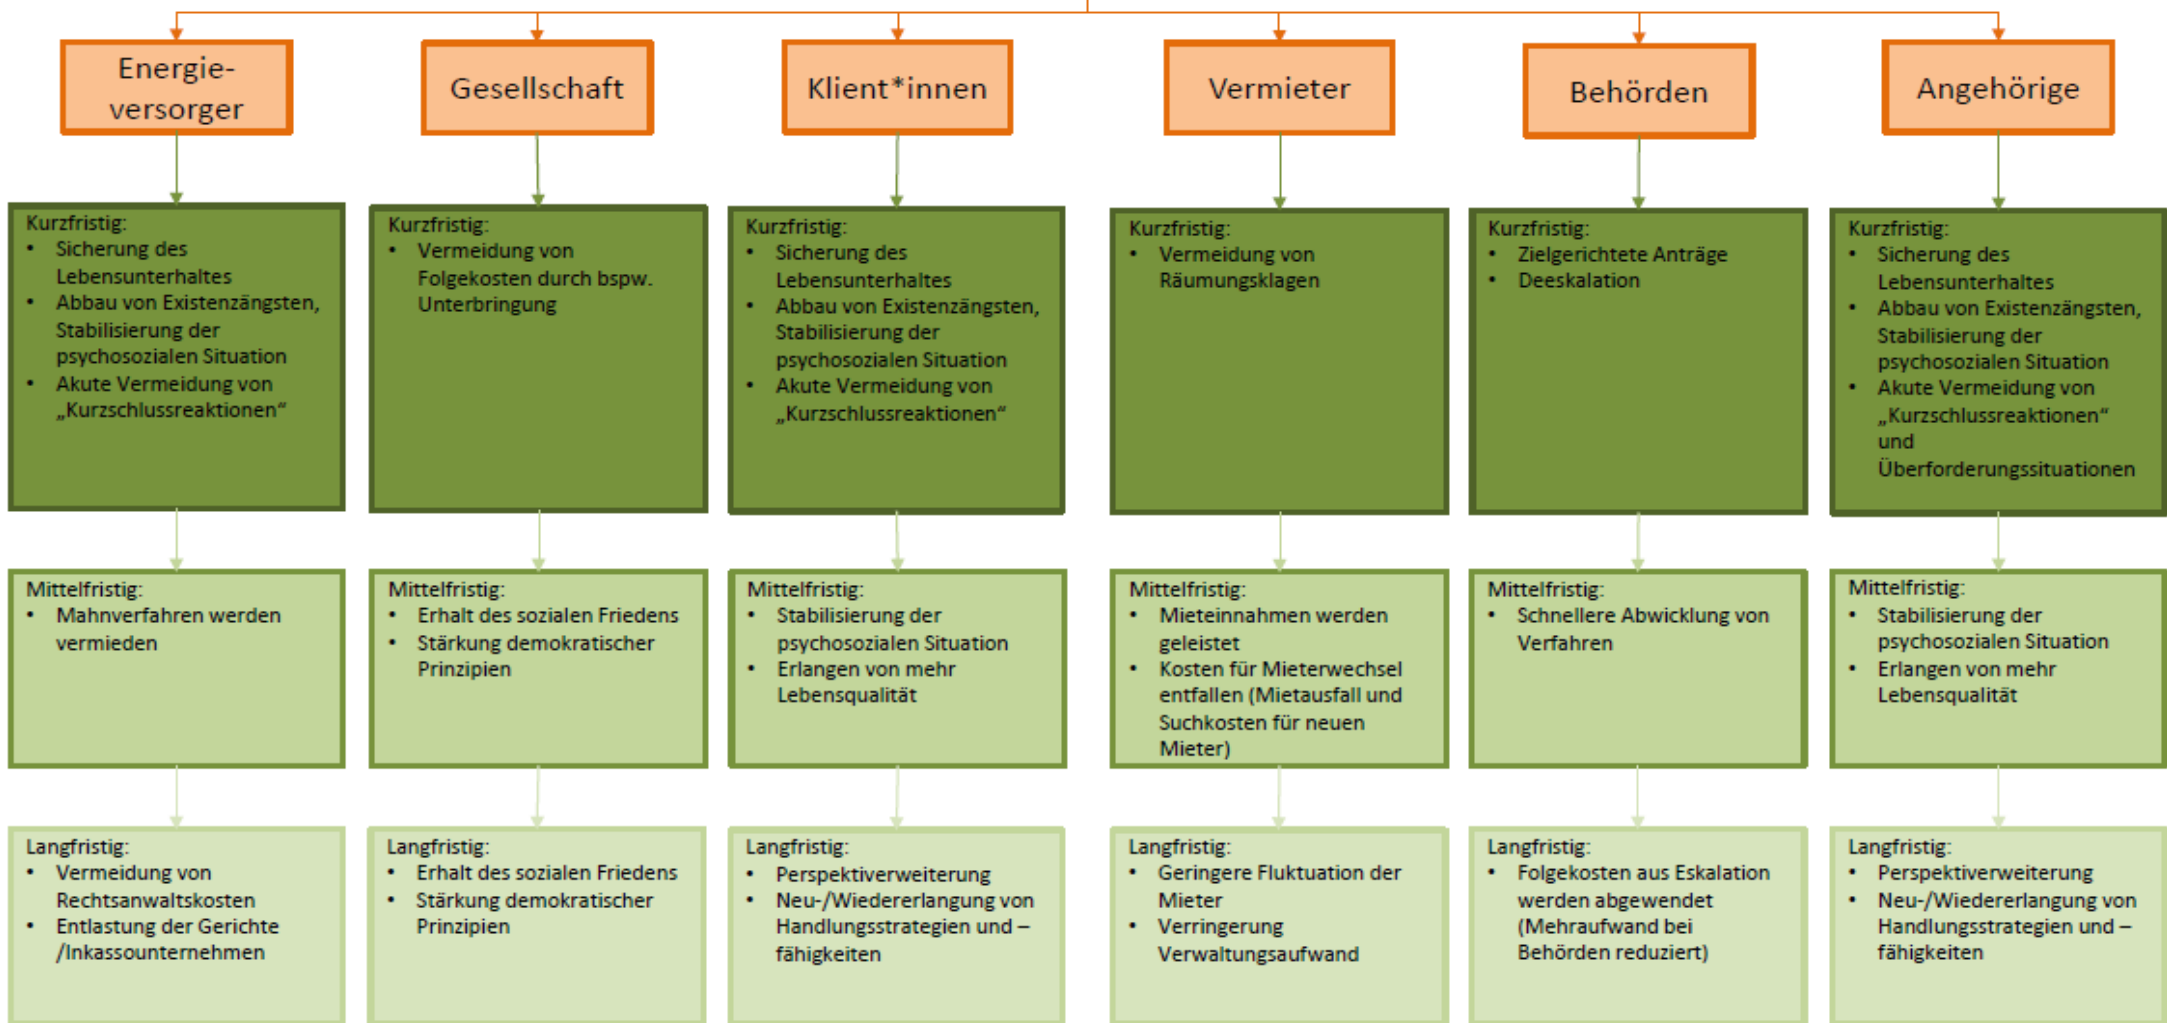 Energie-
versorger
Gesellschaft
Klient*innen
Vermieter
Behörden
Angehörige
Kurzfristig:
• Sicherung des
Lebensunterhaltes
• Abbau von Existenzängsten,
Stabilisierung der
psychosozialen Situation
• Akute Vermeidung von
„Kurzschlussreaktionen“
Kurzfristig:
• Vermeidung von
Folgekosten durch bspw.
Unterbringung
Kurzfristig:
• Sicherung des
Lebensunterhaltes
• Abbau von Existenzängsten,
Stabilisierung der
psychosozialen Situation
• Akute Vermeidung von
„Kurzschlussreaktionen“
Kurzfristig:
• Vermeidung von
Räumungsklagen
Kurzfristig:
• Zielgerichtete Anträge
• Deeskalation
Kurzfristig:
• Sicherung des
Lebensunterhaltes
• Abbau von Existenzängsten,
Stabilisierung der
psychosozialen Situation
• Akute Vermeidung von
„Kurzschlussreaktionen“
und
Überforderungssituationen
Mittelfristig:
• Mahnverfahren werden
vermieden
Mittelfristig:
• Erhalt des sozialen Friedens
• Stärkung demokratischer
Prinzipien
Mittelfristig:
• Stabilisierung der
psychosozialen Situation
• Erlangen von mehr
Lebensqualität
Mittelfristig:
• Mieteinnahmen werden
geleistet
• Kosten für Mieterwechsel
entfallen (Mietausfall und
Suchkosten für neuen
Mieter)
Mittelfristig:
• Schnellere Abwicklung von
Verfahren
Mittelfristig:
• Stabilisierung der
psychosozialen Situation
• Erlangen von mehr
Lebensqualität
Langfristig:
• Vermeidung von
Rechtsanwaltskosten
• Entlastung der Gerichte
/Inkassounternehmen
Langfristig:
• Erhalt des sozialen Friedens
• Stärkung demokratischer
Prinzipien
Langfristig:
• Perspektiverweiterung
• Neu-/Wiedererlangung von
Handlungsstrategien und –
fähigkeiten
Langfristig:
• Geringere Fluktuation der
Mieter
• Verringerung
Verwaltungsaufwand
Langfristig:
• Folgekosten aus Eskalation
werden abgewendet
(Mehraufwand bei
Behörden reduziert)
Langfristig:
• Perspektiverweiterung
• Neu-/Wiedererlangung von
Handlungsstrategien und –
fähigkeiten